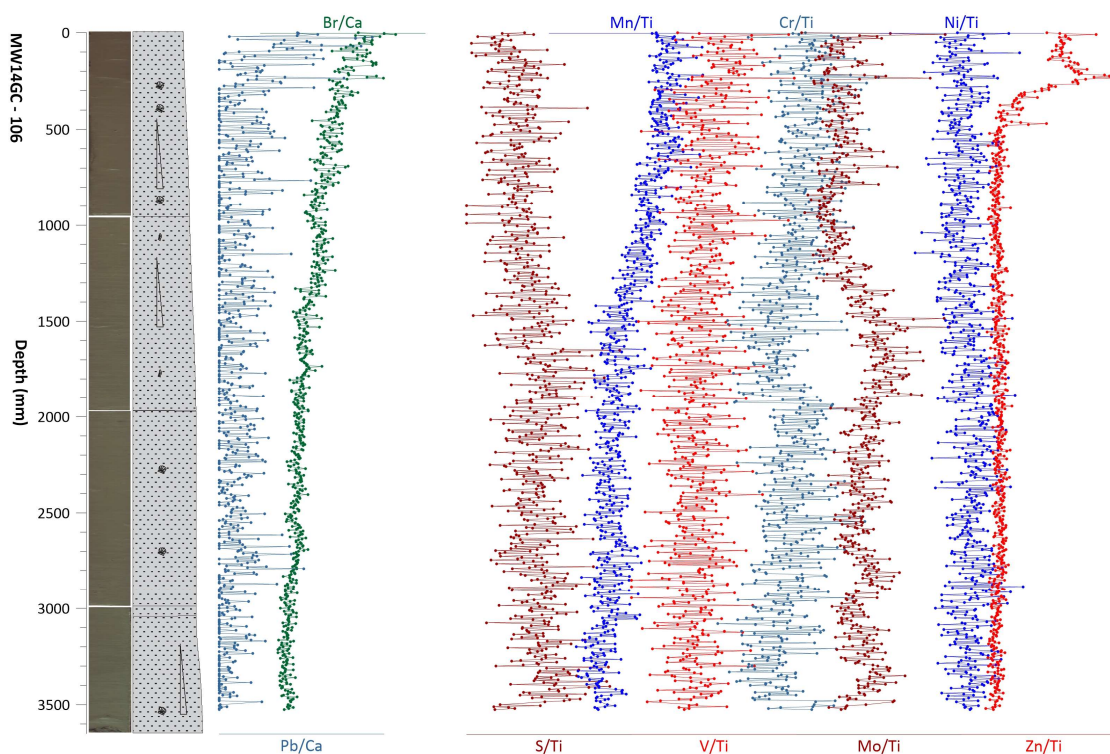 Br/Ca Mn/Ti Cr/Ti Ni/Ti
MW14GC - 106
0
500
1000
1500
2000
2500
3000
3500
Depth (mm)
Pb/Ca S/Ti V/Ti Mo/Ti Zn/Ti